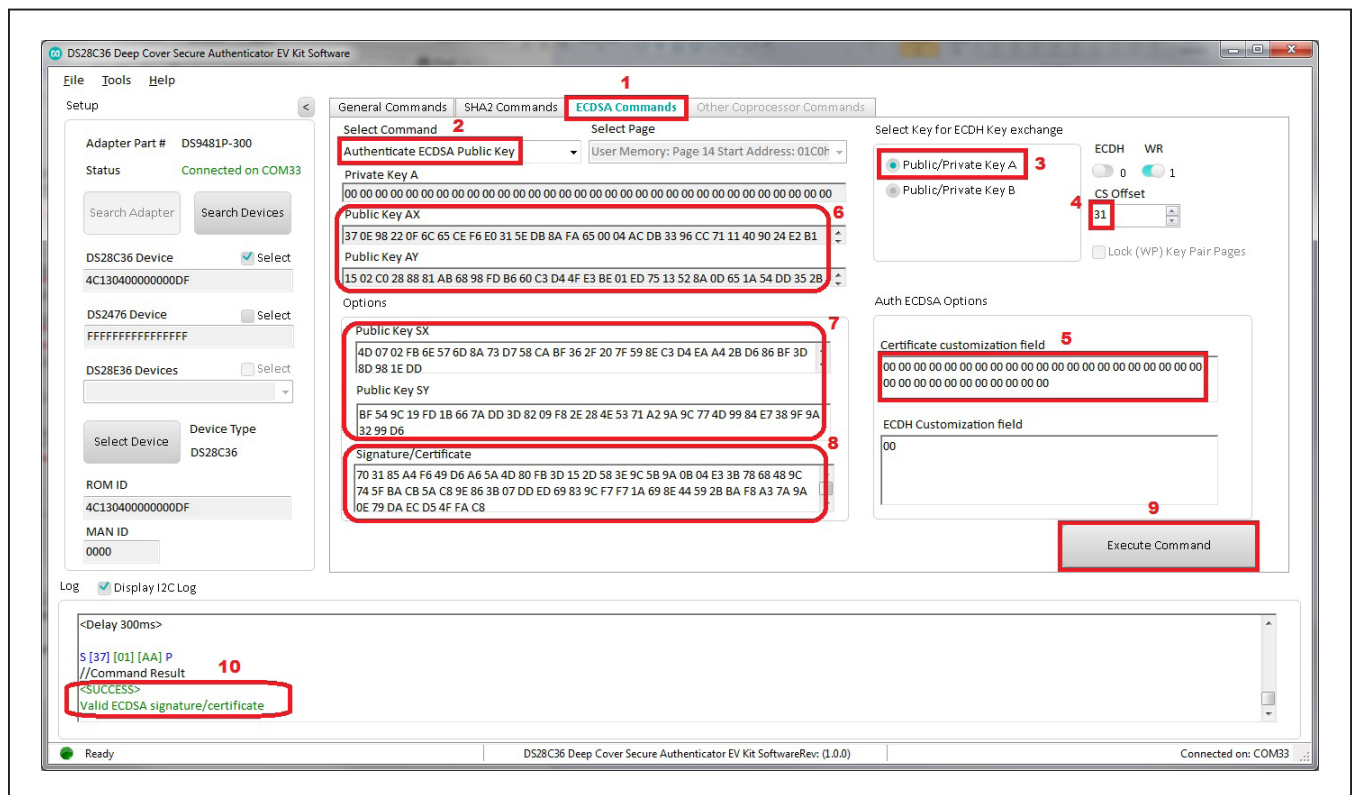 DS28C36 Deep Cover Secure Authenticator EV Kit Software
File Tools Help
Setup
<
Adapter Part # DS9481P-300
Status Connected on COM33
Search Adapter Search Devices
DS28C36 Device Select
4C130400000000DF
DS2476 Device Select
FFFFFFFFFFFFFFFF
DS28E36 Devices Select
Select Device
Device Type
DS28C36
ROM ID
4C130400000000DF
MAN ID
0000
1
General Commands SHA2 Commands ECDSA Commands Other Coprocessor Commands
Select Command 2 Select Page
Authenticate ECDSA Public Key User Memory: Page 14 Start Address: 01C0h
Private Key A
00 00 00 00 00 00 00 00 00 00 00 00 00 00 00 00 00 00 00 00 00 00 00 00 00 00 00 00 00 00 00 00
Public Key AX 6
37 0E 98 22 0F 6C 65 CE F6 E0 31 5E DB 8A FA 65 00 04 AC DB 33 96 CC 71 11 40 90 24 E2 B1
Public Key AY
15 02 C0 28 88 81 AB 68 98 FD B6 60 C3 D4 4F E3 BE 01 ED 75 13 52 8A 0D 65 1A 54 DD 35 2B
Options
7
Public Key SX
4D 07 02 FB 6E 57 6D 8A 73 D7 58 CA BF 36 2F 20 7F 59 8E C3 D4 EA A4 2B D6 86 BF 3D
8D 98 1E DD
Public Key SY
BF 54 9C 19 FD 1B 66 7A DD 3D 82 09 F8 2E 28 4E 53 71 A2 9A 9C 77 4D 99 84 E7 38 9F 9A
32 99 D6
8
Signature/Certificate
70 31 85 A4 F6 49 D6 A6 5A 4D 80 FB 3D 15 2D 58 3E 9C 5B 9A 0B 04 E3 3B 78 68 48 9C
74 5F BA CB 5A C8 9E 86 3B 07 DD ED 69 83 9C F7 F7 1A 69 8E 44 59 2B BA F8 A3 7A 9A
0E 79 DA EC D5 4F FA C8
Select Key for ECDH Key exchange
Public/Private Key A 3
Public/Private Key B
ECDH WR
0 1
CS Offset
4
31
Lock (WP) Key Pair Pages
Auth ECDSA Options
Certificate customization field 5
00 00 00 00 00 00 00 00 00 00 00 00 00 00 00 00 00 00 00 00 00
00 00 00 00 00 00 00 00 00 00 00
ECDH Customization field
00
9
Execute Command
Log Display I2C Log
<Delay 300ms>
S [37] [01] [AA] P
//Command Result
10
<SUCCESS>
Valid ECDSA signature/certificate
Ready DS28C36 Deep Cover Secure Authenticator EV Kit SoftwareRev: (1.0.0) Connected on: COM33